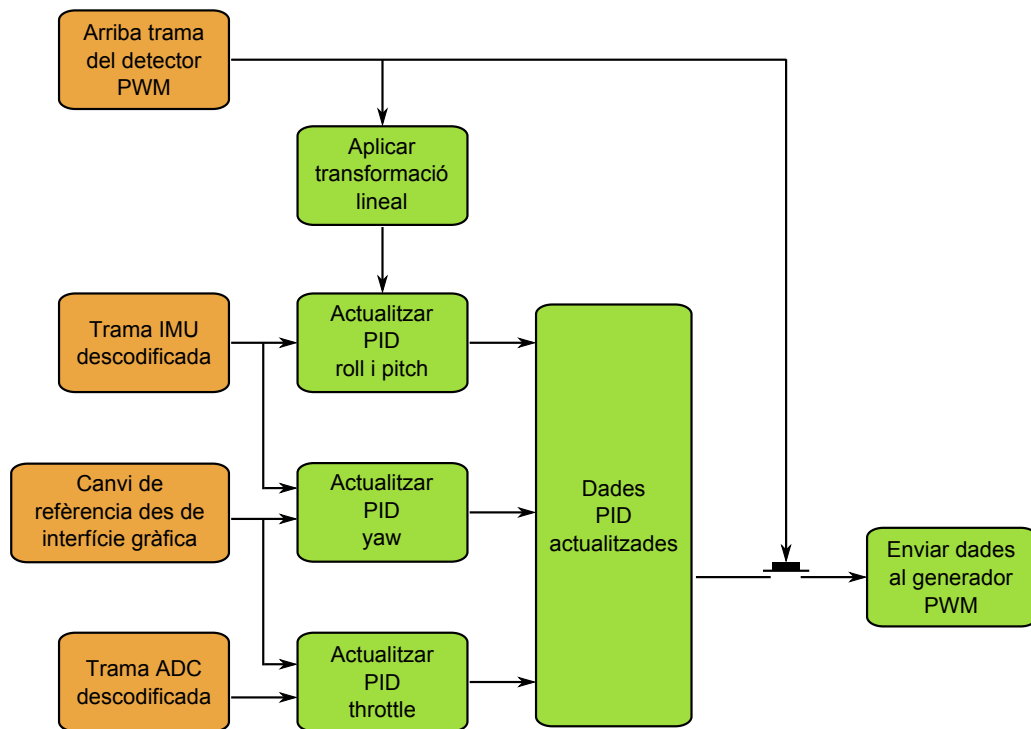 Arriba trama
del detector
PWM
Aplicar
transformació
lineal
Trama IMU
descodificada
Actualitzar
PID
roll i pitch
Canvi de
refèrencia des de
interfície gràfica
Actualitzar
PID
yaw
Dades
PID
actualitzades
Enviar dades
al generador
PWM
Trama ADC
descodificada
Actualitzar
PID
throttle